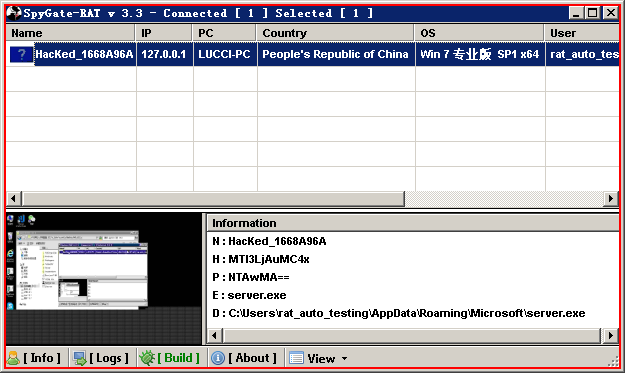 SpyGate-RAT v 3.3 - Connected [ 1 ] Selected [ 1 ]
Name IP PC Country OS User
HacKed_1668A96A 127.0.0.1 LUCCI-PC People's Republic of China Win 7 专业版 SP1 x64 rat_auto_tes
Information
N : HacKed_1668A96A
H : MTI3LjAuMC4x
P : NTAwMA==
E : server.exe
D : C:\Users\rat_auto_testing\AppData\Roaming\Microsoft\server.exe
[ Info ] [ Logs ] [ Build ] [ About ] View